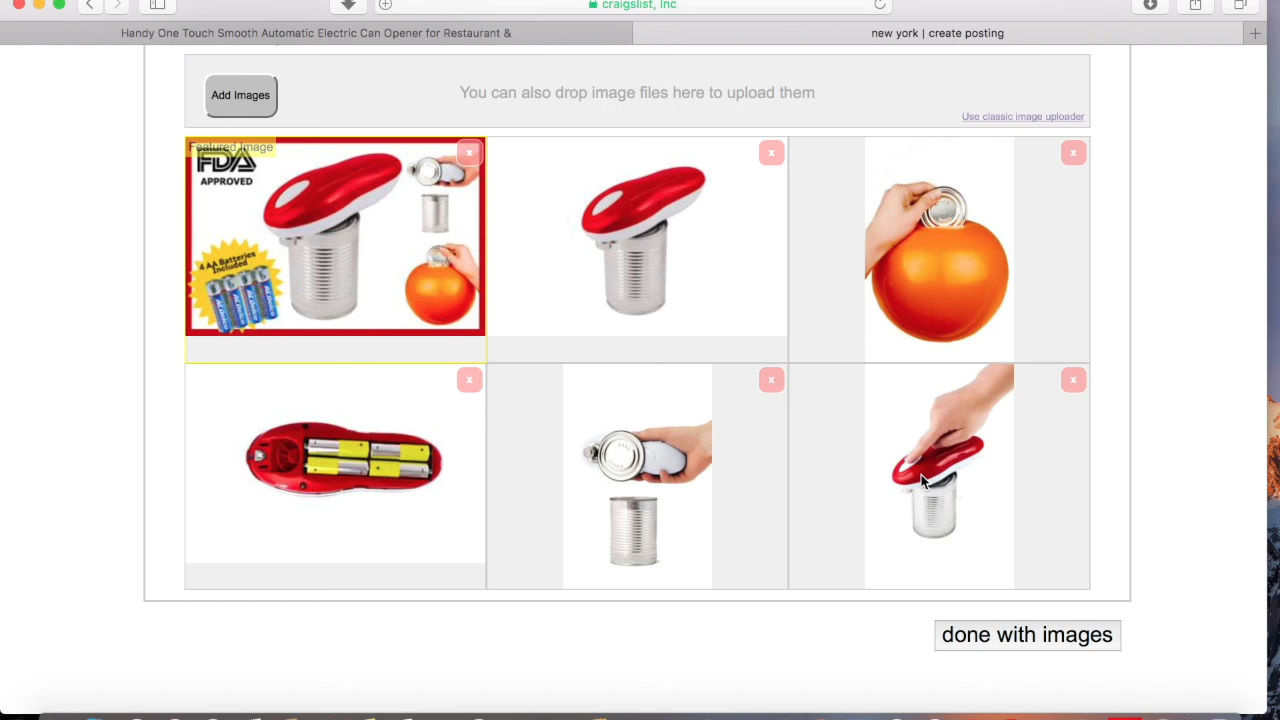 craigslist, Inc
Handy One Touch Smooth Automatic Electric Can Opener for Restaurant &
new york | create posting
Add Images
You can also drop image files here to upload them
Use classic image uploader
Featured Image
x
x
x
FDA
APPROVED
4 AA Batteries
Included
x
x
x
done with images